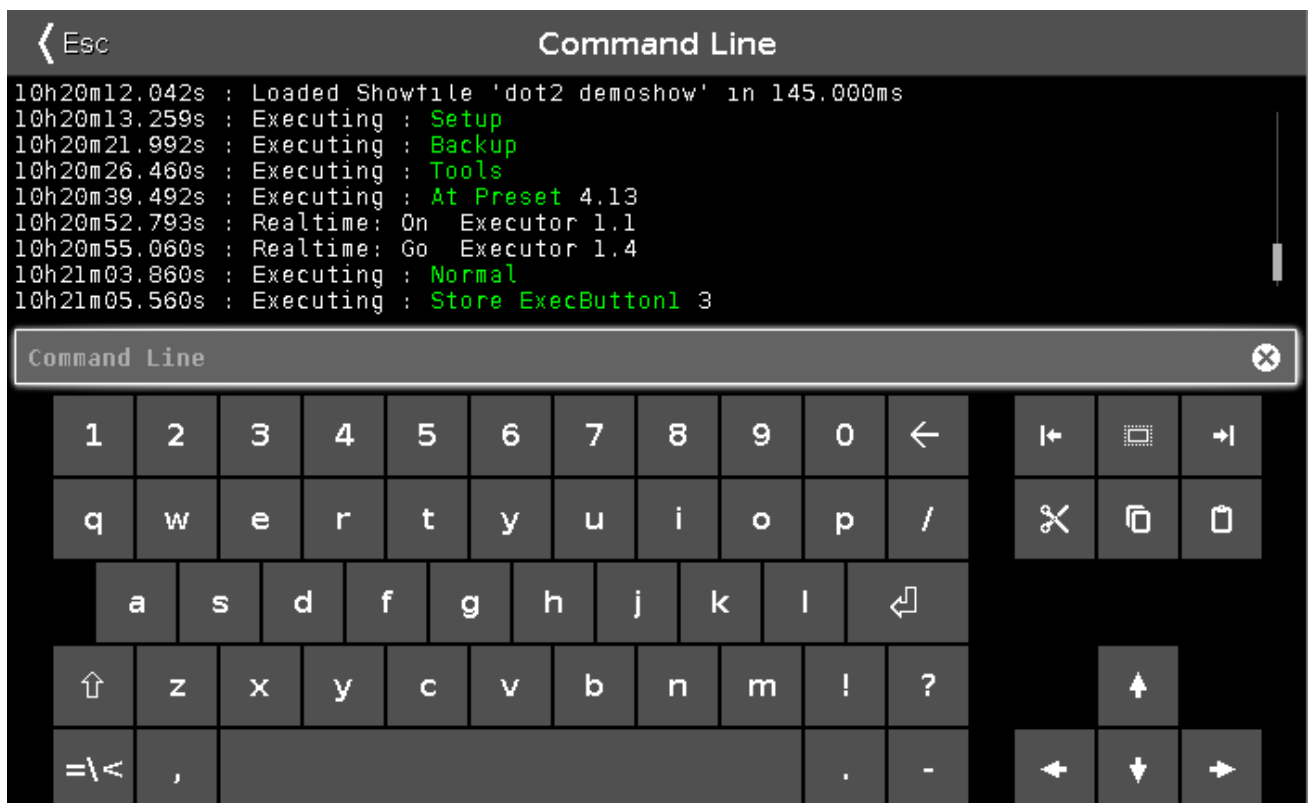 Esc
Command Line
10h20m12.042s : Loaded Showfile 'dot2 demoshow' in 145.000ms
10h20m13.259s : Executing : Setup
10h20m21.992s : Executing : Backup
10h20m26.460s : Executing : Tools
10h20m39.492s : Executing : At Preset 4.13
10h20m52.793s : Realtime: On  Executor 1.1
10h20m55.060s : Realtime: Go  Executor 1.4
10h21m03.860s : Executing : Normal
10h21m05.560s : Executing : Store ExecButton1 3
Command Line
1 2 3 4 5 6 7 8 9 0
q w e r t y u i o p /
a s d f g h j k l
z x y c v b n m ! ?
=\< , . -